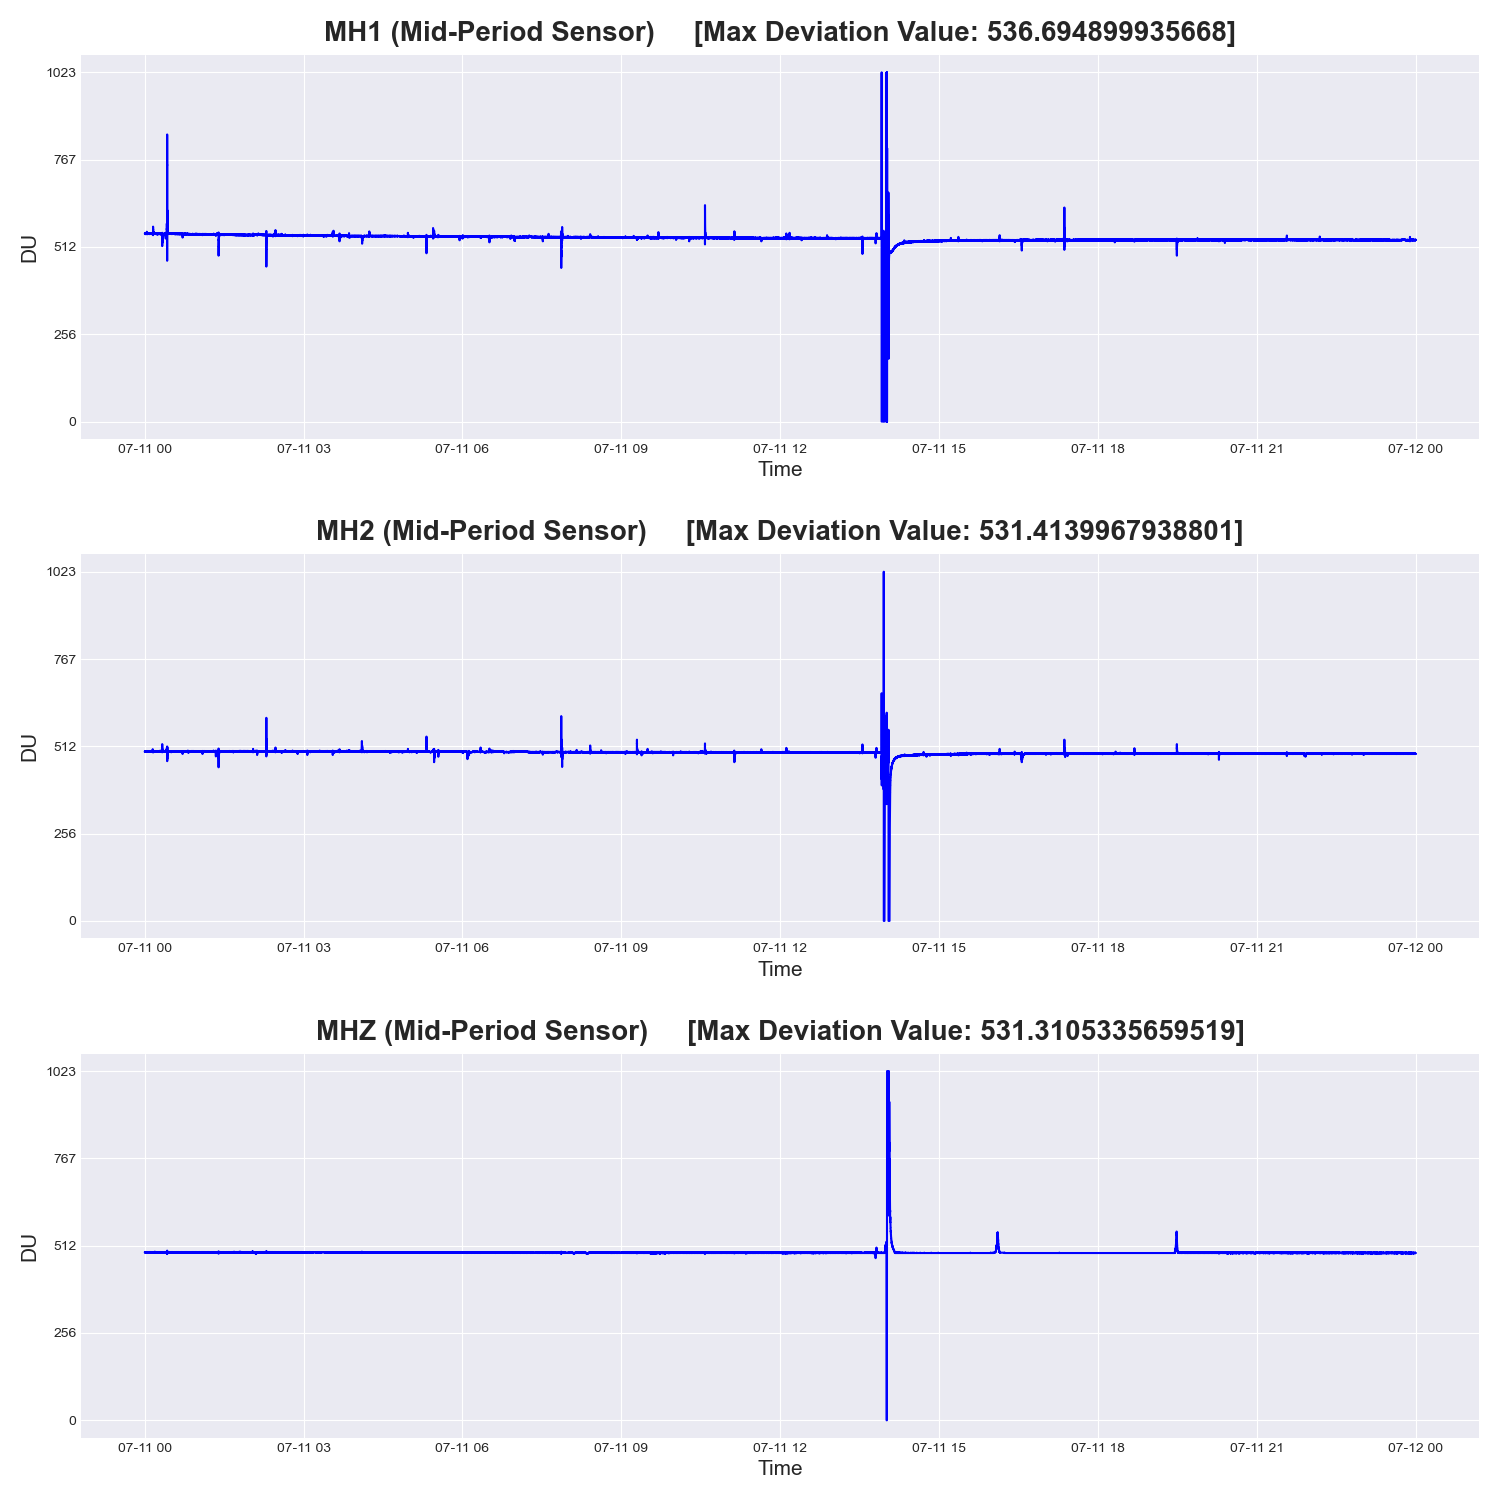 MH1 (Mid-Period Sensor) [Max Deviation Value: 536.694899935668]
1023
767
512
256
0
DU
07-11 00 07-11 03 07-11 06 07-11 09 07-11 12 07-11 15 07-11 18 07-11 21 07-12 00
Time
MH2 (Mid-Period Sensor) [Max Deviation Value: 531.4139967938801]
1023
767
512
256
0
DU
07-11 00 07-11 03 07-11 06 07-11 09 07-11 12 07-11 15 07-11 18 07-11 21 07-12 00
Time
MHZ (Mid-Period Sensor) [Max Deviation Value: 531.3105335659519]
1023
767
512
256
0
DU
07-11 00 07-11 03 07-11 06 07-11 09 07-11 12 07-11 15 07-11 18 07-11 21 07-12 00
Time